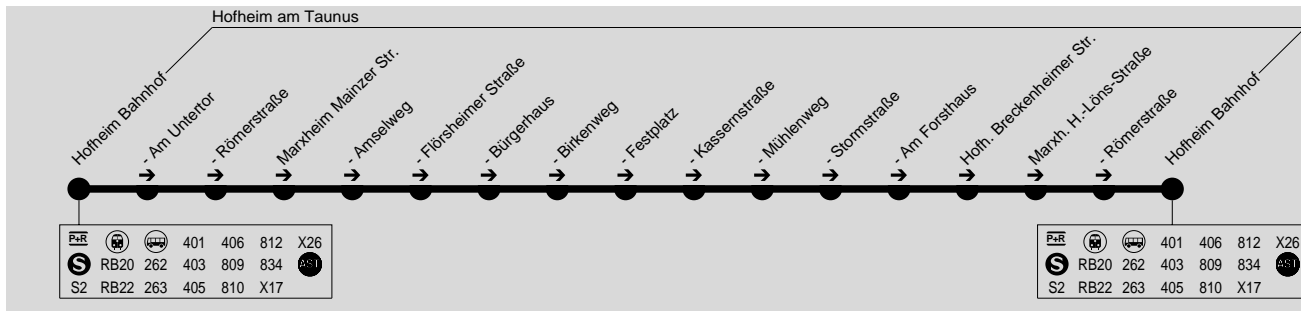 Hofheim am Taunus
Hofheim Bahnhof
- Am Untertor
- Römerstraße
Marxheim Mainzer Str.
- Amselweg
- Flörsheimer Straße
- Bürgerhaus
- Birkenweg
- Festplatz
- Kassernstraße
- Mühlenweg
- Stormstraße
- Am Forsthaus
Hofh. Breckenheimer Str.
Marxh. H.-Löns-Straße
- Römerstraße
Hofheim Bahnhof
P+R 401 406 812 X26
S RB20 262 403 809 834 AST
S2 RB22 263 405 810 X17
P+R 401 406 812 X26
S RB20 262 403 809 834 AST
S2 RB22 263 405 810 X17